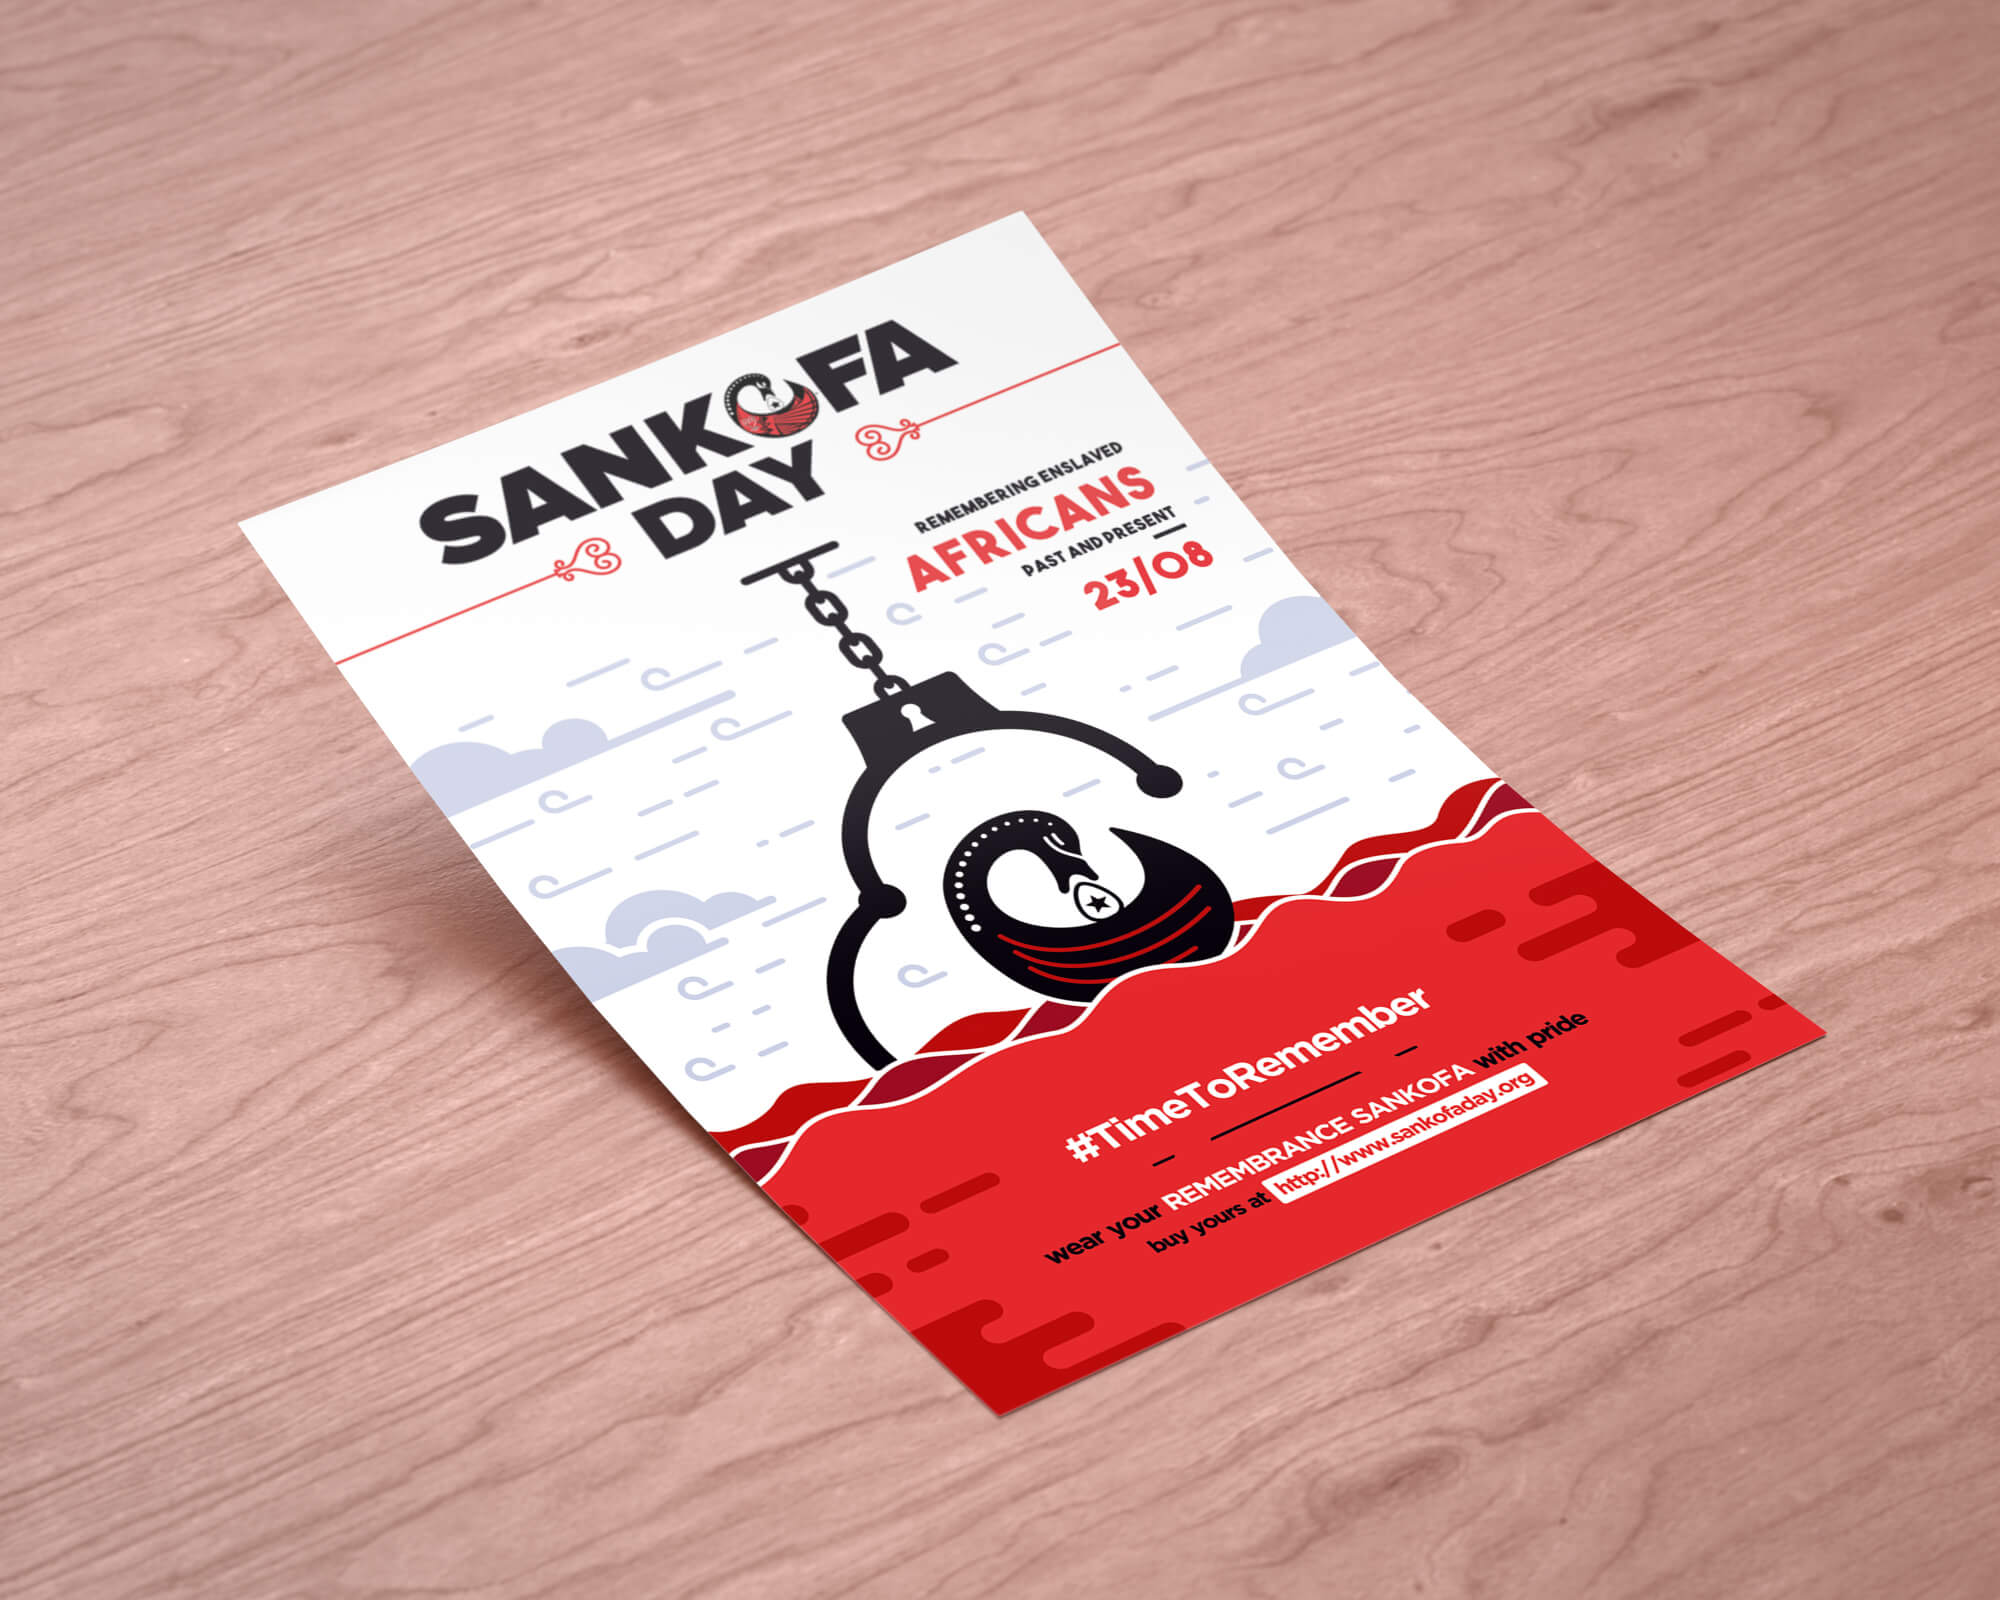 SANKOFA
DAY
REMEMBERING ENSLAVED
AFRICANS
PAST AND PRESENT
23/08
#TimeToRemember
wear your REMEMBRANCE SANKOFA with pride
buy yours at http://www.sankofaday.org